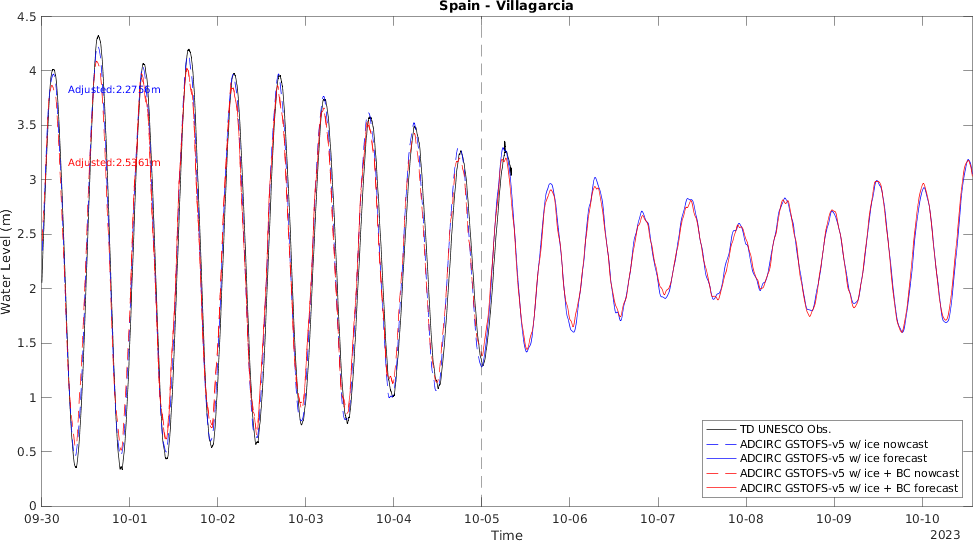 Spain - Villagarcia
4.5
4
3.5
3
2.5
2
1.5
1
0.5
0
Water Level (m)
Adjusted:2.2756m
Adjusted:2.5361m
TD UNESCO Obs.
ADCIRC GSTOFS-v5 w/ ice nowcast
ADCIRC GSTOFS-v5 w/ ice forecast
ADCIRC GSTOFS-v5 w/ ice + BC nowcast
ADCIRC GSTOFS-v5 w/ ice + BC forecast
09-30 10-01 10-02 10-03 10-04 10-05 10-06 10-07 10-08 10-09 10-10
Time
2023